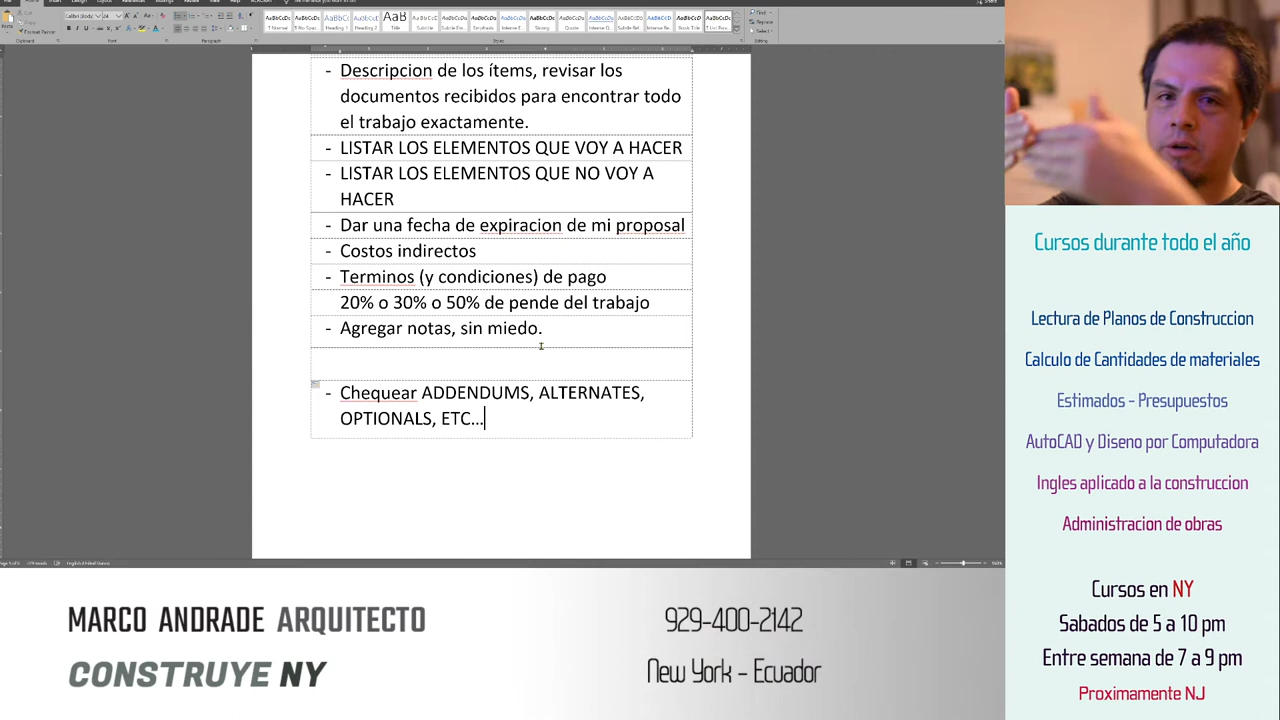 - Descripcion de los ítems, revisar los
documentos recibidos para encontrar todo
el trabajo exactamente.
- LISTAR LOS ELEMENTOS QUE VOY A HACER
- LISTAR LOS ELEMENTOS QUE NO VOY A
HACER
- Dar una fecha de expiracion de mi proposal
- Costos indirectos
- Terminos (y condiciones) de pago
20% o 30% o 50% de pende del trabajo
- Agregar notas, sin miedo.
- Chequear ADDENDUMS, ALTERNATES,
OPTIONALS, ETC...
Cursos durante todo el año
Lectura de Planos de Construccion
Calculo de Cantidades de materiales
Estimados - Presupuestos
AutoCAD y Diseno por Computadora
Ingles aplicado a la construccion
Administracion de obras
Cursos en NY
Sabados de 5 a 10 pm
Entre semana de 7 a 9 pm
Proximamente NJ
MARCO ANDRADE ARQUITECTO
CONSTRUYE NY
929-400-2142
New York - Ecuador